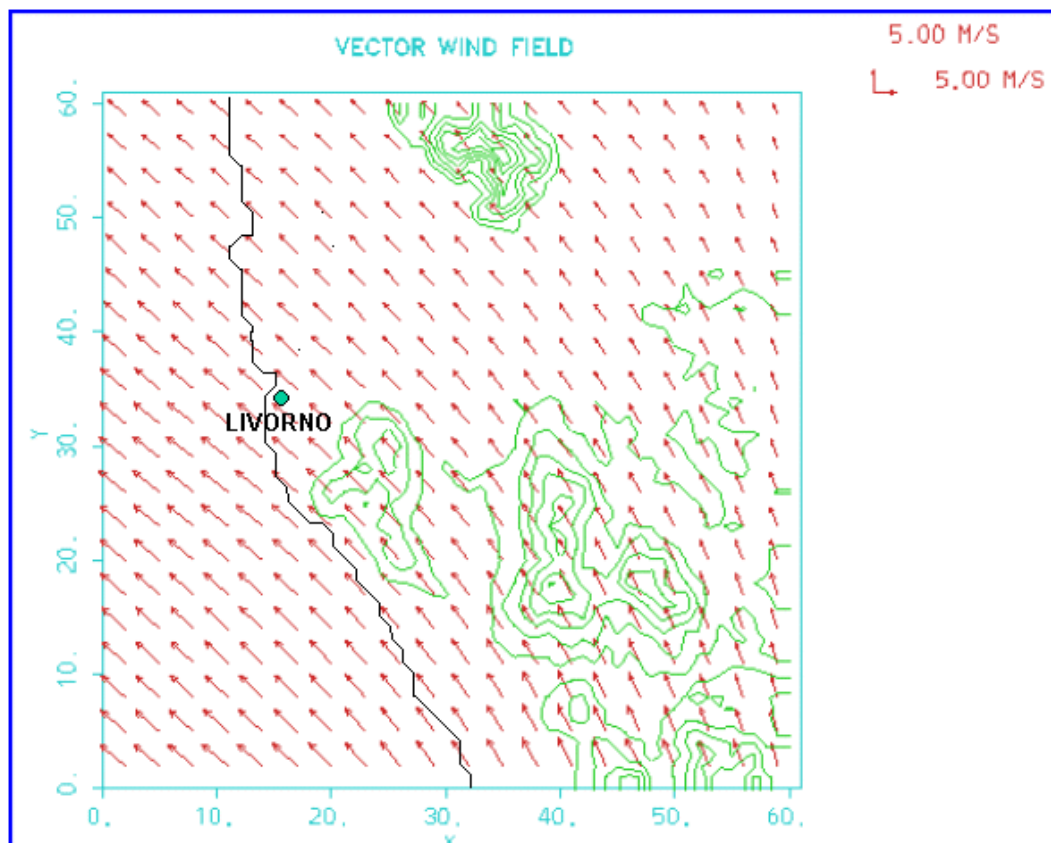 VECTOR WIND FIELD
5.00 M/S
5.00 M/S
60.
50.
40.
30.
20.
10.
0.
Y
LIVORNO
0. 10. 20. 30. 40. 50. 60.
X